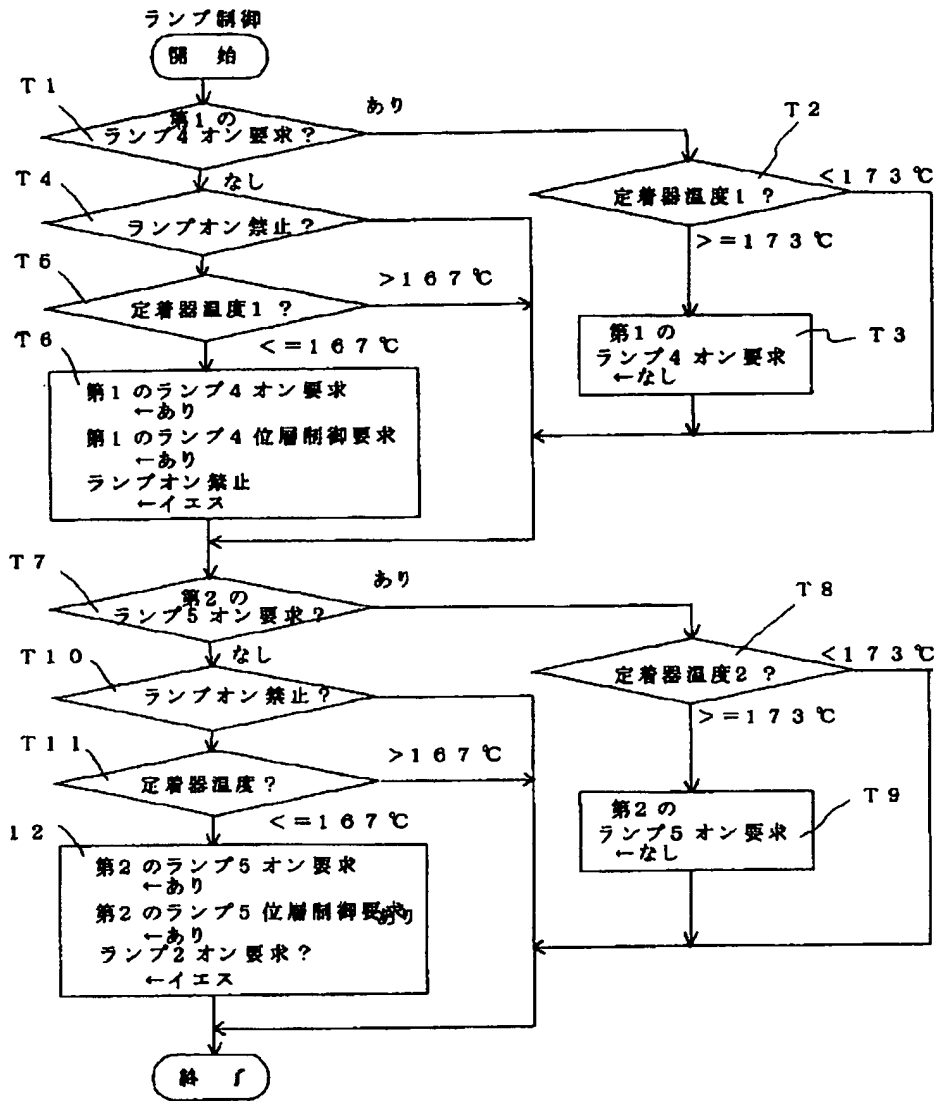 ランプ制御
開 始
T1
第1の
ランプ4オン要求?
あり
T2
<173℃
定着器温度1?
>=173℃
T3
第1の
ランプ4オン要求
←なし
なし
T4
ランプオン禁止?
T5
>167℃
定着器温度1?
T6
<=167℃
第1のランプ4オン要求
←あり
第1のランプ4位層制御要求
←あり
ランプオン禁止
←イエス
T7
あり
第2の
ランプ5オン要求?
T8
<173℃
定着器温度2?
>=173℃
T9
第2の
ランプ5オン要求
←なし
なし
T10
ランプオン禁止?
T11
>167℃
定着器温度?
<=167℃
12
第2のランプ5オン要求
←あり
第2のランプ5位層制御要求あり
←あり
ランプ2オン要求?
←イエス
終 了